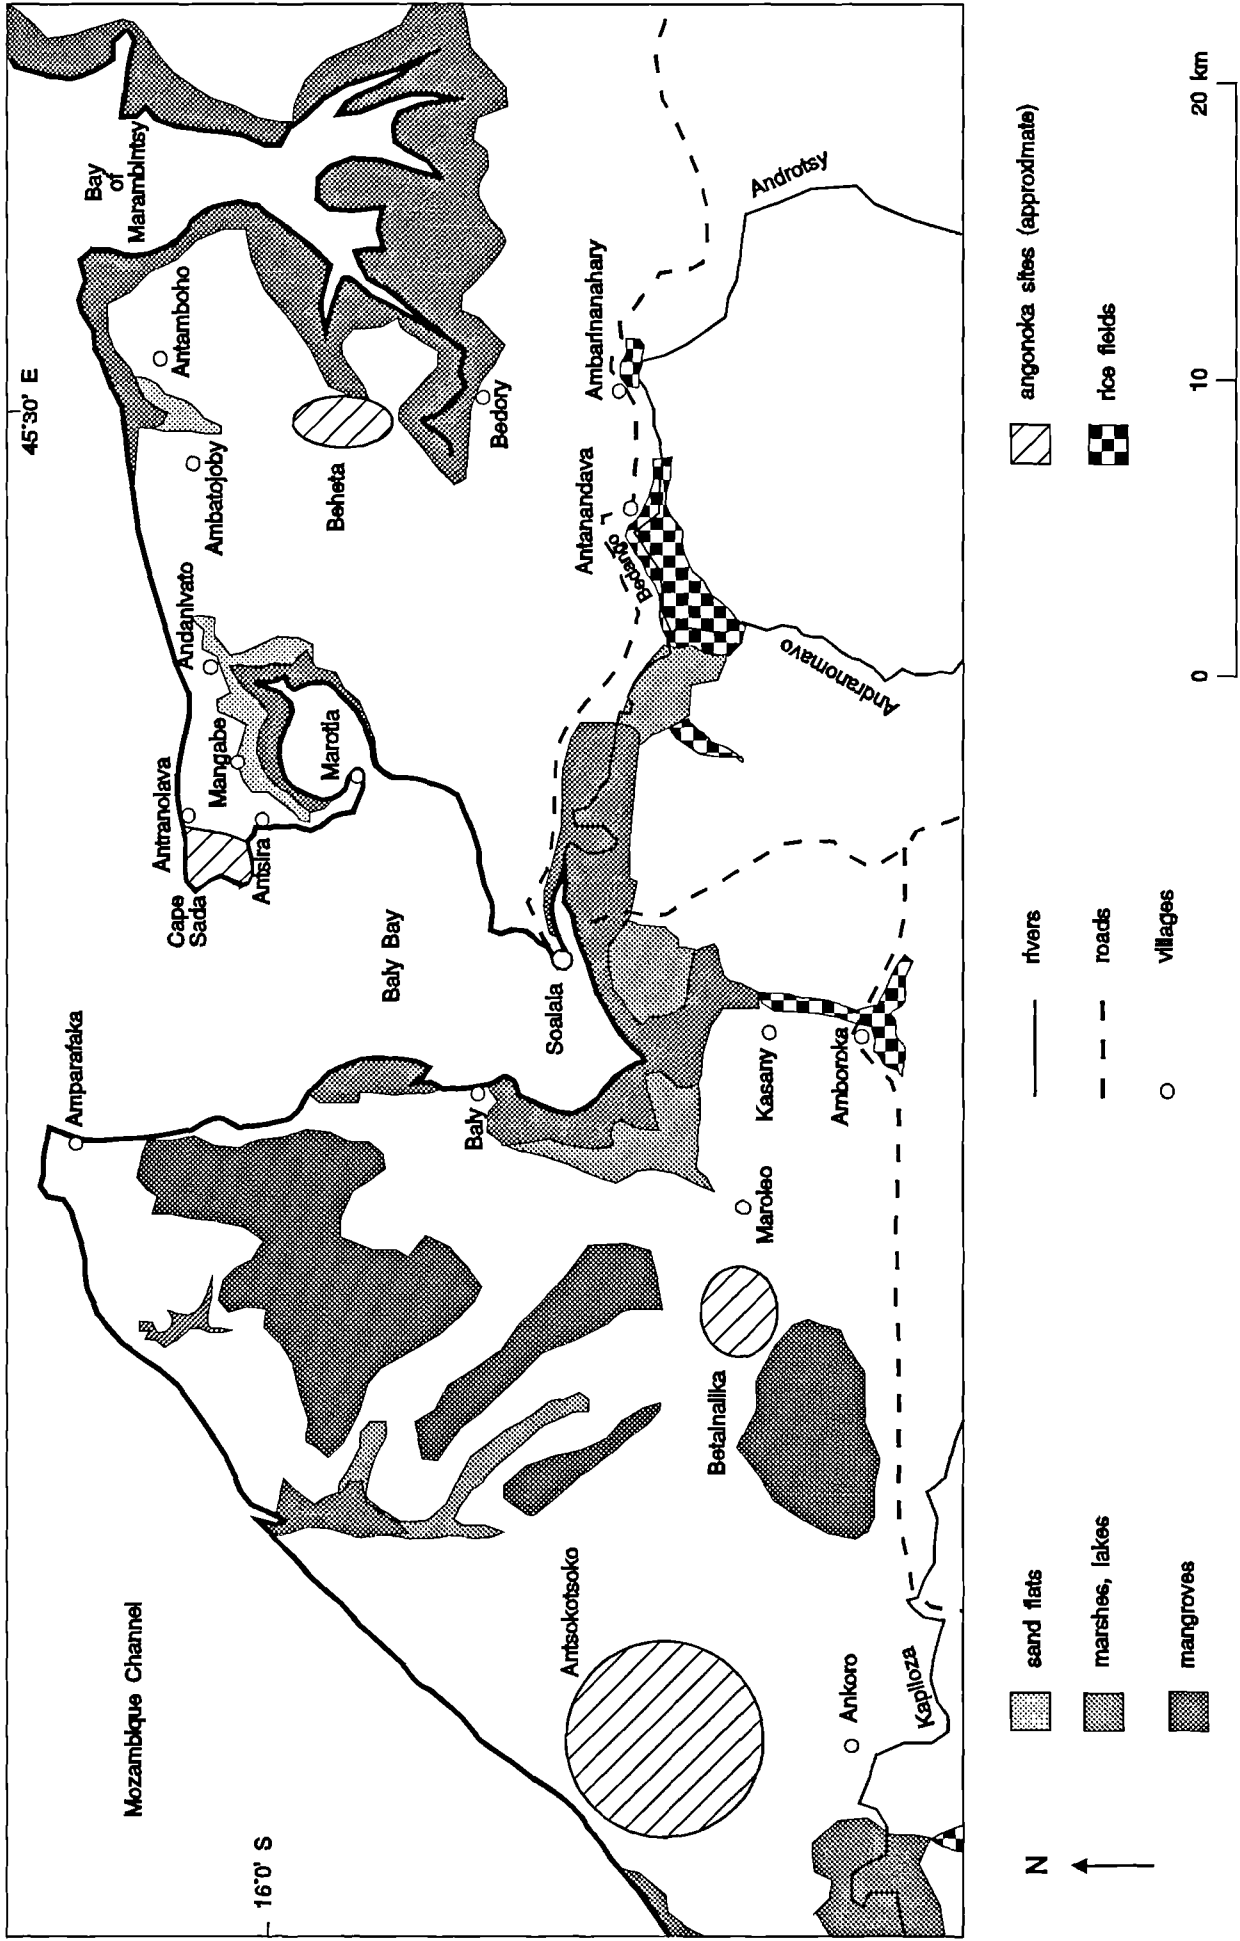 45°30' E
16°0' S
Mozambique Channel
Amparafaka
Cape
Sada
Antranolava
Antsira
Mangabe
Andanivato
Marotia
Ambatojoby
Antamboho
Bay
of
Marambintsy
Beheta
Bedory
Baly Bay
Baly
Soalala
Antsokotsoko
Betainalika
Maroleo
Kasany
Amboroka
Ankoro
Kapiloza
Antanandava
Bedango
Ambarinanahary
Androtsy
Andranomavo
N
sand flats
marshes, lakes
mangroves
rivers
roads
villages
angonoka sites (approximate)
rice fields
0 10 20 km